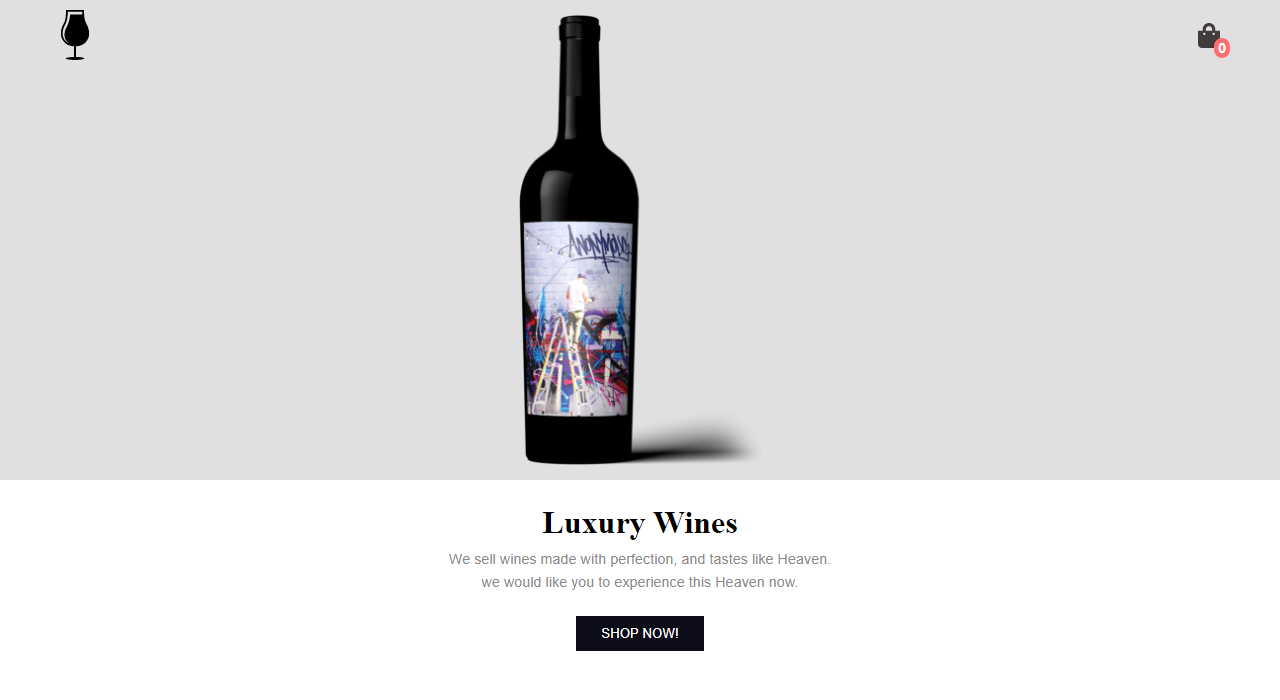 0
ANONYMOUS
Luxury Wines
We sell wines made with perfection, and tastes like Heaven.
we would like you to experience this Heaven now.
SHOP NOW!